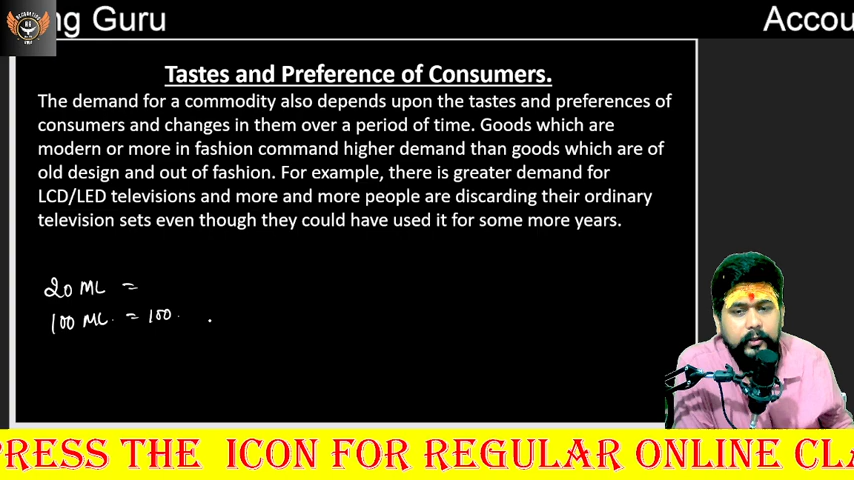 ng Guru
Accou
Tastes and Preference of Consumers.
The demand for a commodity also depends upon the tastes and preferences of
consumers and changes in them over a period of time. Goods which are
modern or more in fashion command higher demand than goods which are of
old design and out of fashion. For example, there is greater demand for
LCD/LED televisions and more and more people are discarding their ordinary
television sets even though they could have used it for some more years.
20 ML =
100 ML. = 100.
PRESS THE ICON FOR REGULAR ONLINE CLA